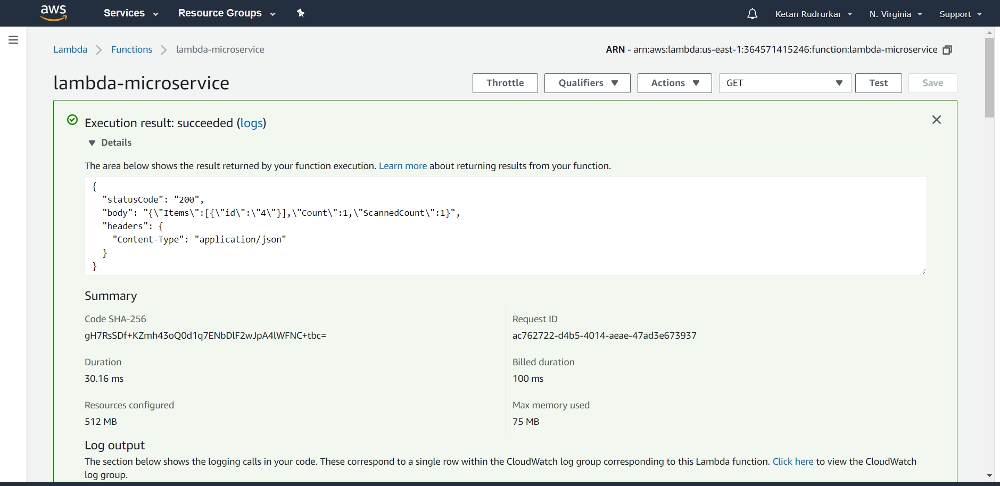 aws Services Resource Groups Ketan Rudrurkar N. Virginia Support
Lambda Functions lambda-microservice ARN - arn:aws:lambda:us-east-1:364571415246:function:lambda-microservice
lambda-microservice Throttle Qualifiers Actions GET Test Save
Execution result: succeeded (logs)
Details
The area below shows the result returned by your function execution. Learn more about returning results from your function.
{
  "statusCode": "200",
  "body": "{\"Items\":[{\"id\":\"4\"}],\"Count\":1,\"ScannedCount\":1}",
  "headers": {
    "Content-Type": "application/json"
  }
}
Summary
Code SHA-256 Request ID
gH7RsSDf+KZmh43oQ0d1q7ENbDlF2wJpA4lWFNC+tbc= ac762722-d4b5-4014-aeae-47ad3e673937
Duration Billed duration
30.16 ms 100 ms
Resources configured Max memory used
512 MB 75 MB
Log output
The section below shows the logging calls in your code. These correspond to a single row within the CloudWatch log group corresponding to this Lambda function. Click here to view the CloudWatch
log group.